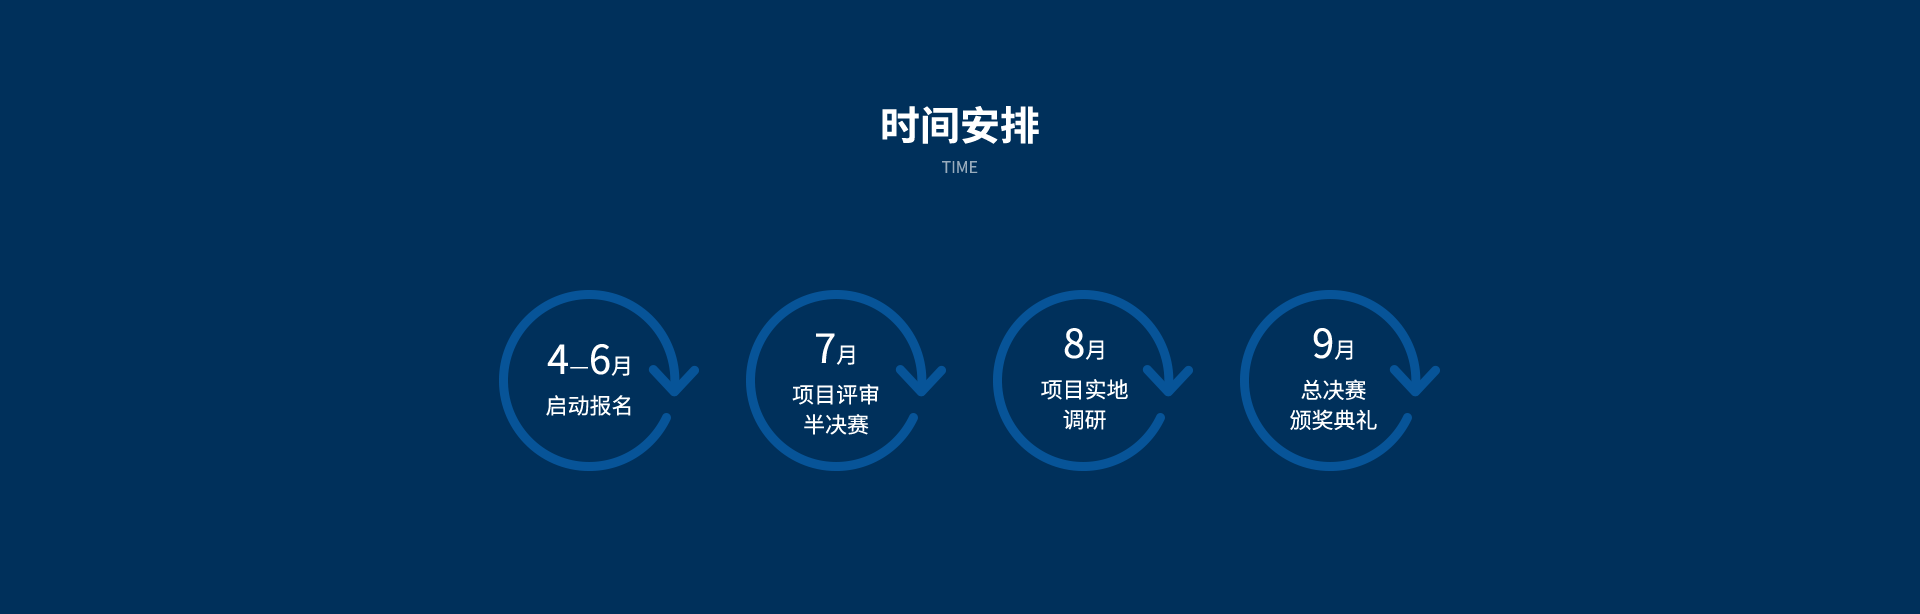 时间安排
TIME
4—6月
启动报名
7月
项目评审
半决赛
8月
项目实地
调研
9月
总决赛
颁奖典礼